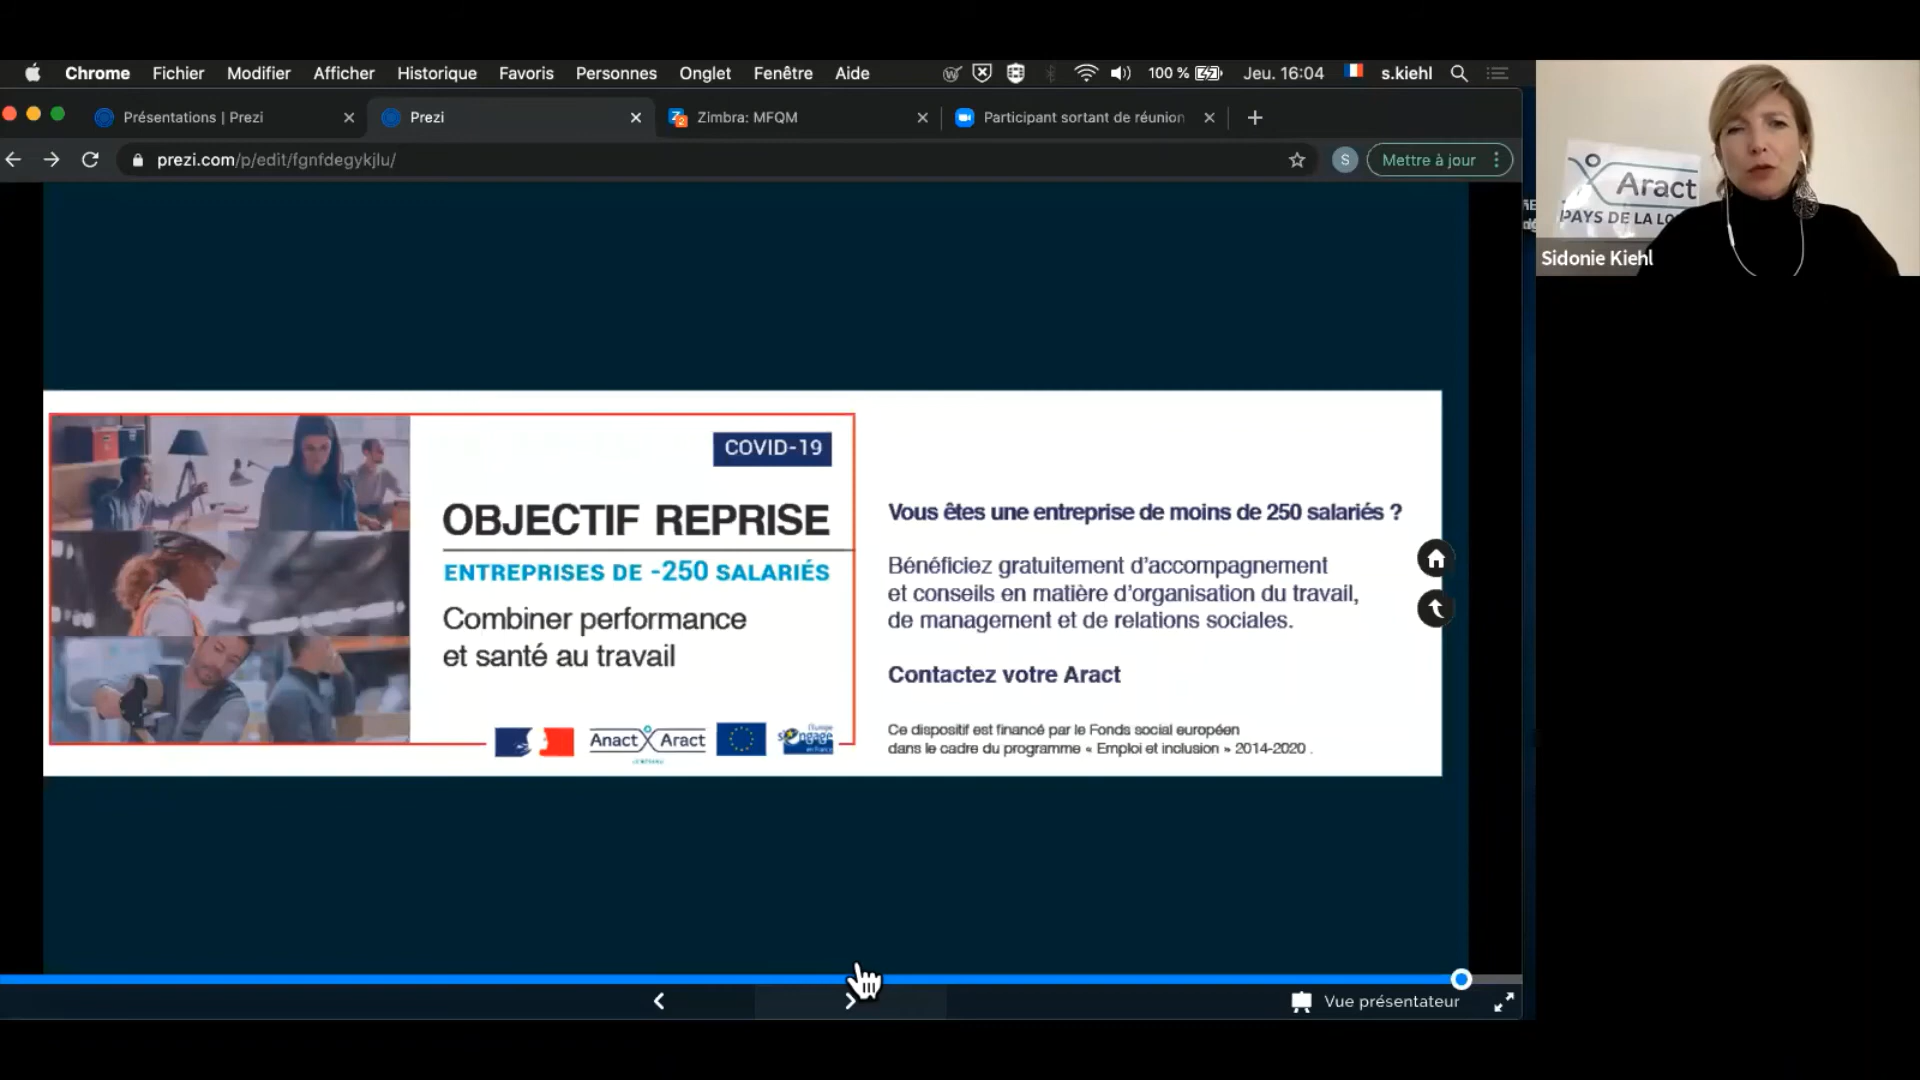 Chrome Fichier Modifier Afficher Historique Favoris Personnes Onglet Fenêtre Aide 100 % Jeu. 16:04 s.kiehl
Présentations | Prezi
Prezi
Zimbra: MFQM
Participant sortant de réunion
prezi.com/p/edit/fgnfdegykjlu/
S
Mettre à jour
COVID-19
OBJECTIF REPRISE
ENTREPRISES DE -250 SALARIÉS
Combiner performance
et santé au travail
Anact Aract
l'Europe
s'engage
en France
Vous êtes une entreprise de moins de 250 salariés ?
Bénéficiez gratuitement d'accompagnement
et conseils en matière d'organisation du travail,
de management et de relations sociales.
Contactez votre Aract
Ce dispositif est financé par le Fonds social européen
dans le cadre du programme « Emploi et inclusion » 2014-2020 .
Vue présentateur
Aract
PAYS DE LA LO
Sidonie Kiehl